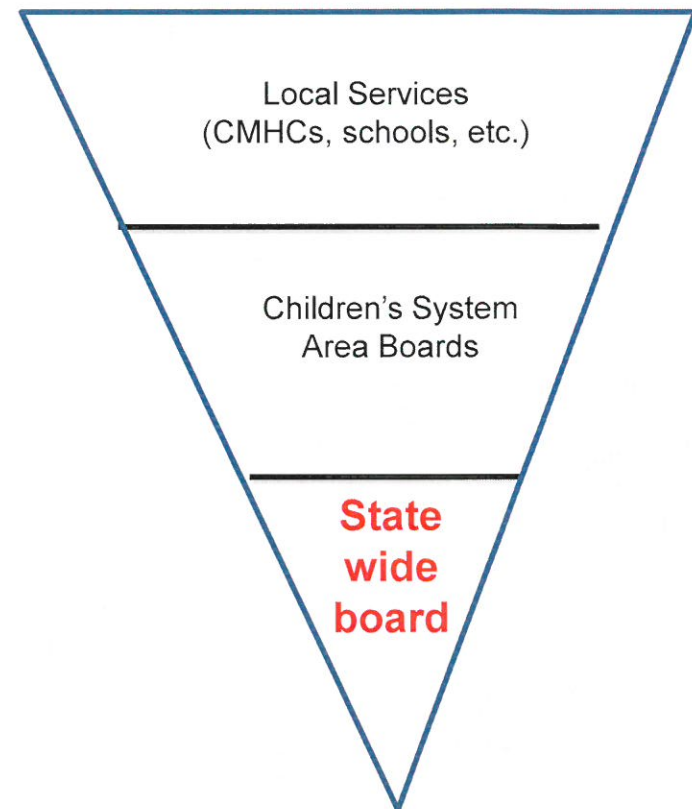 Local Services
(CMHCs, schools, etc.)
Children's System
Area Boards
State
wide
board